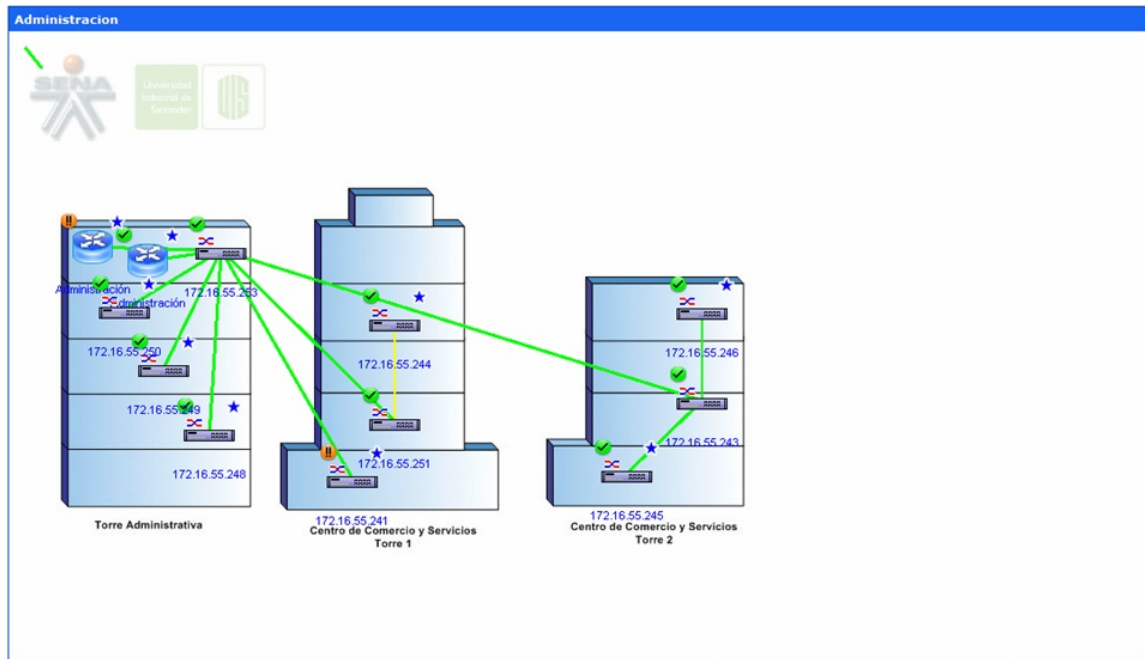 Administracion
SENA
Universidad
Industrial de
Santander
UIS
Administración
Administración
172.16.55.253
172.16.55.250
172.16.55.249
172.16.55.248
172.16.55.244
172.16.55.251
172.16.55.241
172.16.55.246
172.16.55.243
172.16.55.245
Torre Administrativa
Centro de Comercio y Servicios
Torre 1
Centro de Comercio y Servicios
Torre 2